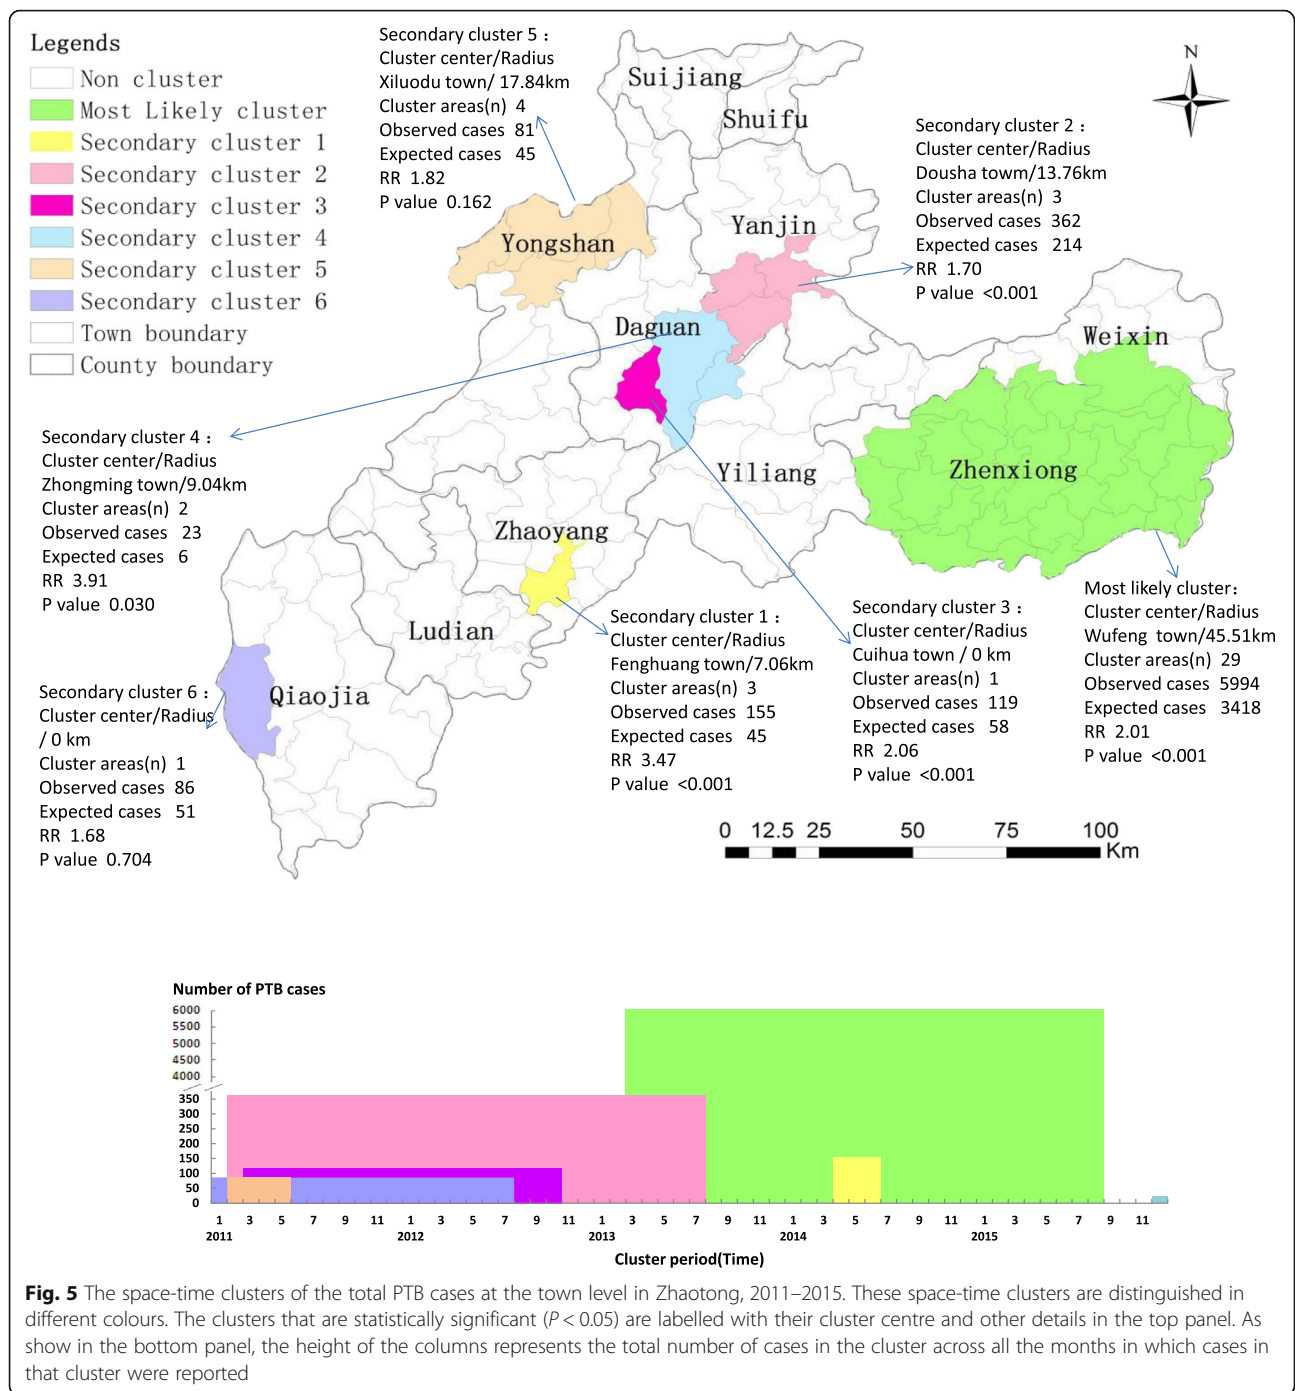 Legends
Non cluster
Most Likely cluster
Secondary cluster 1
Secondary cluster 2
Secondary cluster 3
Secondary cluster 4
Secondary cluster 5
Secondary cluster 6
Town boundary
County boundary
Secondary cluster 5：
Cluster center/Radius
Xiluodu town/ 17.84km
Cluster areas(n) 4
Observed cases 81
Expected cases 45
RR 1.82
P value 0.162
N
Suijiang
Shuifu
Yanjin
Yongshan
Daguan
Weixin
Zhenxiong
Yiliang
Zhaoyang
Ludian
Qiaojia
Secondary cluster 2：
Cluster center/Radius
Dousha towm/13.76km
Cluster areas(n) 3
Observed cases 362
Expected cases 214
RR 1.70
P value <0.001
Secondary cluster 4：
Cluster center/Radius
Zhongming town/9.04km
Cluster areas(n) 2
Observed cases 23
Expected cases 6
RR 3.91
P value 0.030
Secondary cluster 6：
Cluster center/Radius
/ 0 km
Cluster areas(n) 1
Observed cases 86
Expected cases 51
RR 1.68
P value 0.704
Secondary cluster 1：
Cluster center/Radius
Fenghuang town/7.06km
Cluster areas(n) 3
Observed cases 155
Expected cases 45
RR 3.47
P value <0.001
Secondary cluster 3：
Cluster center/Radius
Cuihua town / 0 km
Cluster areas(n) 1
Observed cases 119
Expected cases 58
RR 2.06
P value <0.001
Most likely cluster：
Cluster center/Radius
Wufeng town/45.51km
Cluster areas(n) 29
Observed cases 5994
Expected cases 3418
RR 2.01
P value <0.001
0 12.5 25 50 75 100
Km
Number of PTB cases
6000
5500
5000
4500
4000
350
300
250
200
150
100
50
0
1 3 5 7 9 11 1 3 5 7 9 11 1 3 5 7 9 11 1 3 5 7 9 11 1 3 5 7 9 11
2011 2012 2013 2014 2015
Cluster period(Time)
Fig. 5 The space-time clusters of the total PTB cases at the town level in Zhaotong, 2011–2015. These space-time clusters are distinguished in
different colours. The clusters that are statistically significant (P < 0.05) are labelled with their cluster centre and other details in the top panel. As
show in the bottom panel, the height of the columns represents the total number of cases in the cluster across all the months in which cases in
that cluster were reported